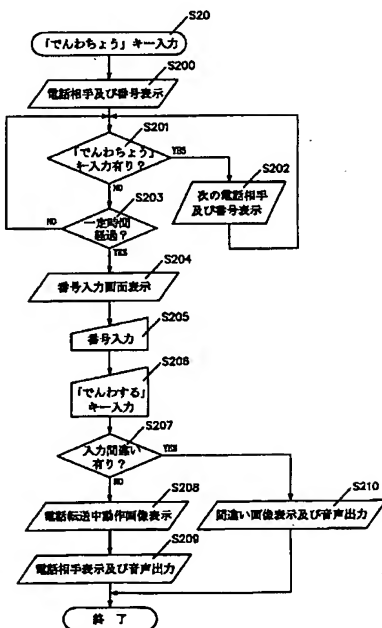 S20
「でんわちょう」キー入力
S200
電話相手及び番号表示
S201
「でんわちょう」
キー入力有り？
YES
S202
次の電話相手
及び番号表示
NO
S203
一定時間
経過？
NO
YES
S204
番号入力画面表示
S205
番号入力
S206
「でんわする」
キー入力
S207
入力間違い
有り？
YES
NO
S208
電話転送中動作画像表示
S210
間違い画像表示及び音声出力
S209
電話相手表示及び音声出力
終 了